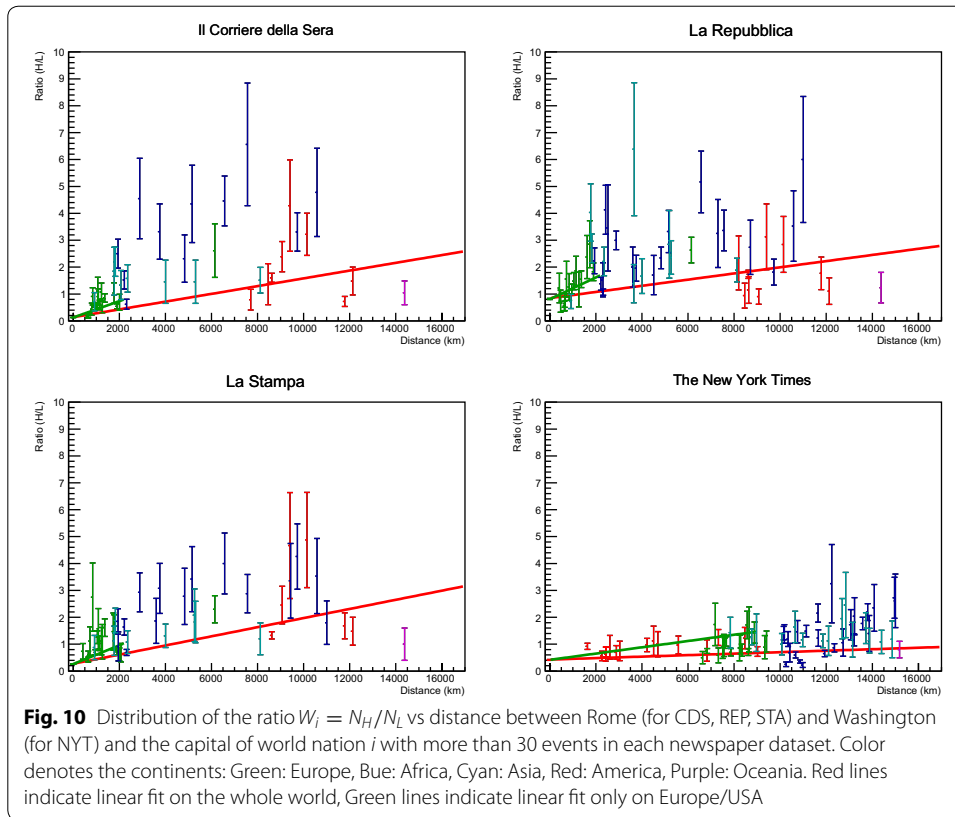 Il Corriere della Sera
Ratio (H/L)
10
9
8
7
6
5
4
3
2
1
0
0 2000 4000 6000 8000 10000 12000 14000 16000
Distance (km)
La Repubblica
Ratio (H/L)
10
9
8
7
6
5
4
3
2
1
0
0 2000 4000 6000 8000 10000 12000 14000 16000
Distance (km)
La Stampa
Ratio (H/L)
10
9
8
7
6
5
4
3
2
1
0
0 2000 4000 6000 8000 10000 12000 14000 16000
Distance (km)
The New York Times
Ratio (H/L)
10
9
8
7
6
5
4
3
2
1
0
0 2000 4000 6000 8000 10000 12000 14000 16000
Distance (km)
Fig. 10 Distribution of the ratio W_i = N_H/N_L vs distance between Rome (for CDS, REP, STA) and Washington
(for NYT) and the capital of world nation i with more than 30 events in each newspaper dataset. Color
denotes the continents: Green: Europe, Bue: Africa, Cyan: Asia, Red: America, Purple: Oceania. Red lines
indicate linear fit on the whole world, Green lines indicate linear fit only on Europe/USA